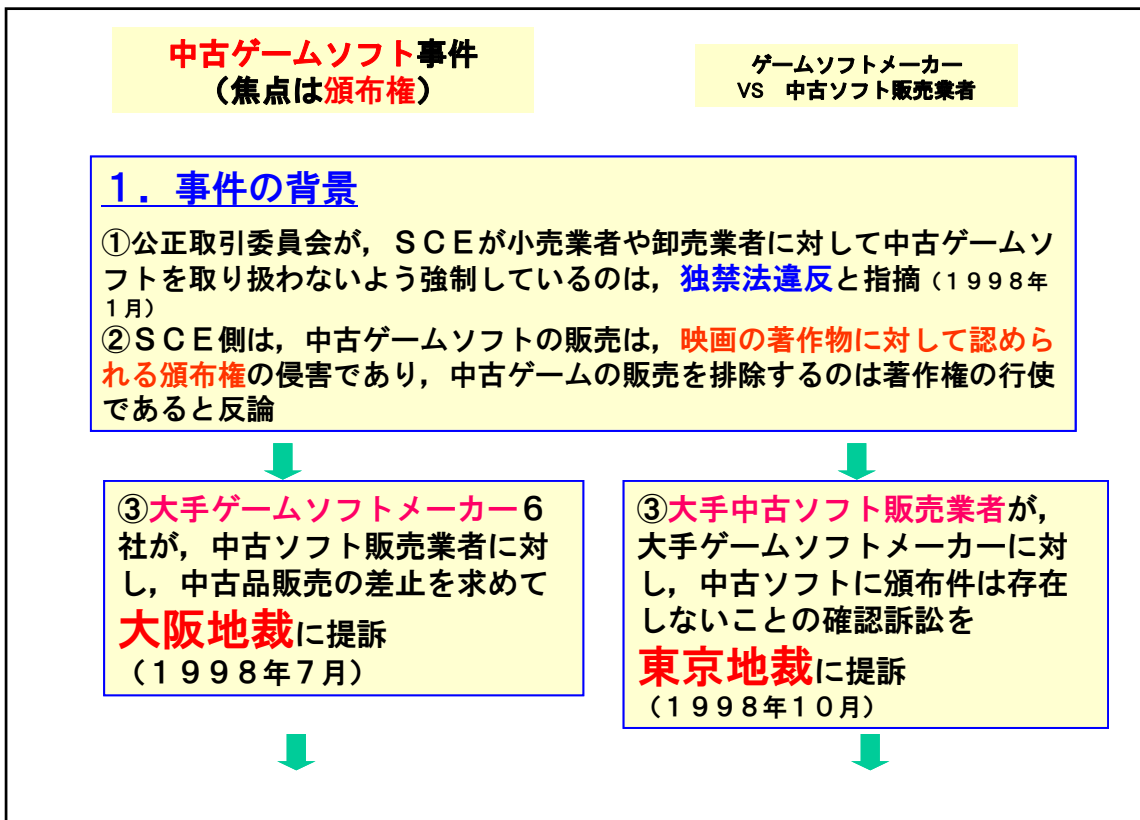 中古ゲームソフト事件
（焦点は頒布権）
ゲームソフトメーカー
VS　中古ソフト販売業者
１．事件の背景
①公正取引委員会が，ＳＣＥが小売業者や卸売業者に対して中古ゲームソ
フトを取り扱わないよう強制しているのは，独禁法違反と指摘（１９９８年
１月）
②ＳＣＥ側は，中古ゲームソフトの販売は，映画の著作物に対して認めら
れる頒布権の侵害であり，中古ゲームの販売を排除するのは著作権の行使
であると反論
③大手ゲームソフトメーカー６
社が，中古ソフト販売業者に対
し，中古品販売の差止を求めて
大阪地裁に提訴
（１９９８年７月）
③大手中古ソフト販売業者が，
大手ゲームソフトメーカーに対
し，中古ソフトに頒布件は存在
しないことの確認訴訟を
東京地裁に提訴
（１９９８年１０月）